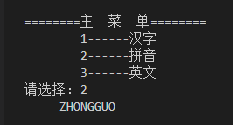 ========主 菜 单========
1------汉字
2------拼音
3------英文
请选择: 2
ZHONGGUO